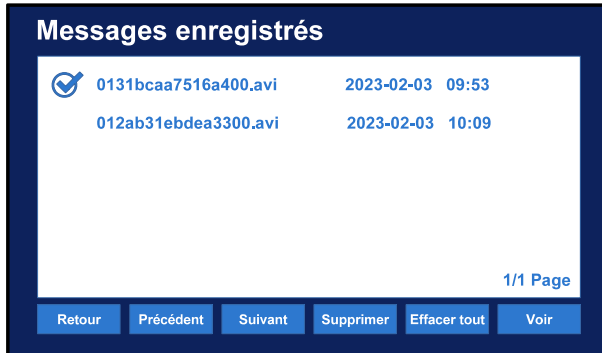 Messages enregistrés
0131bcaa7516a400.avi 2023-02-03 09:53
012ab31ebdea3300.avi 2023-02-03 10:09
1/1 Page
Retour Précédent Suivant Supprimer Effacer tout Voir